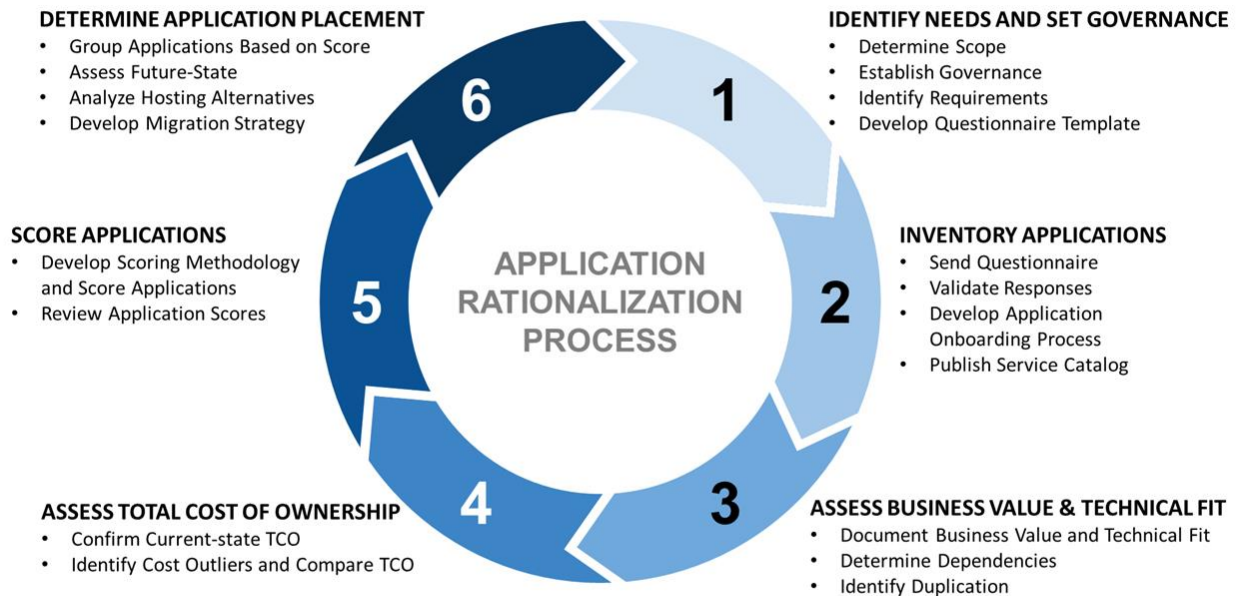 IDENTIFY NEEDS AND SET GOVERNANCE
• Determine Scope
• Establish Governance
• Identify Requirements
• Develop Questionnaire Template
1
INVENTORY APPLICATIONS
• Send Questionnaire
• Validate Responses
• Develop Application
Onboarding Process
• Publish Service Catalog
2
ASSESS BUSINESS VALUE & TECHNICAL FIT
• Document Business Value and Technical Fit
• Determine Dependencies
• Identify Duplication
3
ASSESS TOTAL COST OF OWNERSHIP
• Confirm Current-state TCO
• Identify Cost Outliers and Compare TCO
4
SCORE APPLICATIONS
• Develop Scoring Methodology
and Score Applications
• Review Application Scores
5
DETERMINE APPLICATION PLACEMENT
• Group Applications Based on Score
• Assess Future-State
• Analyze Hosting Alternatives
• Develop Migration Strategy
6
APPLICATION
RATIONALIZATION
PROCESS